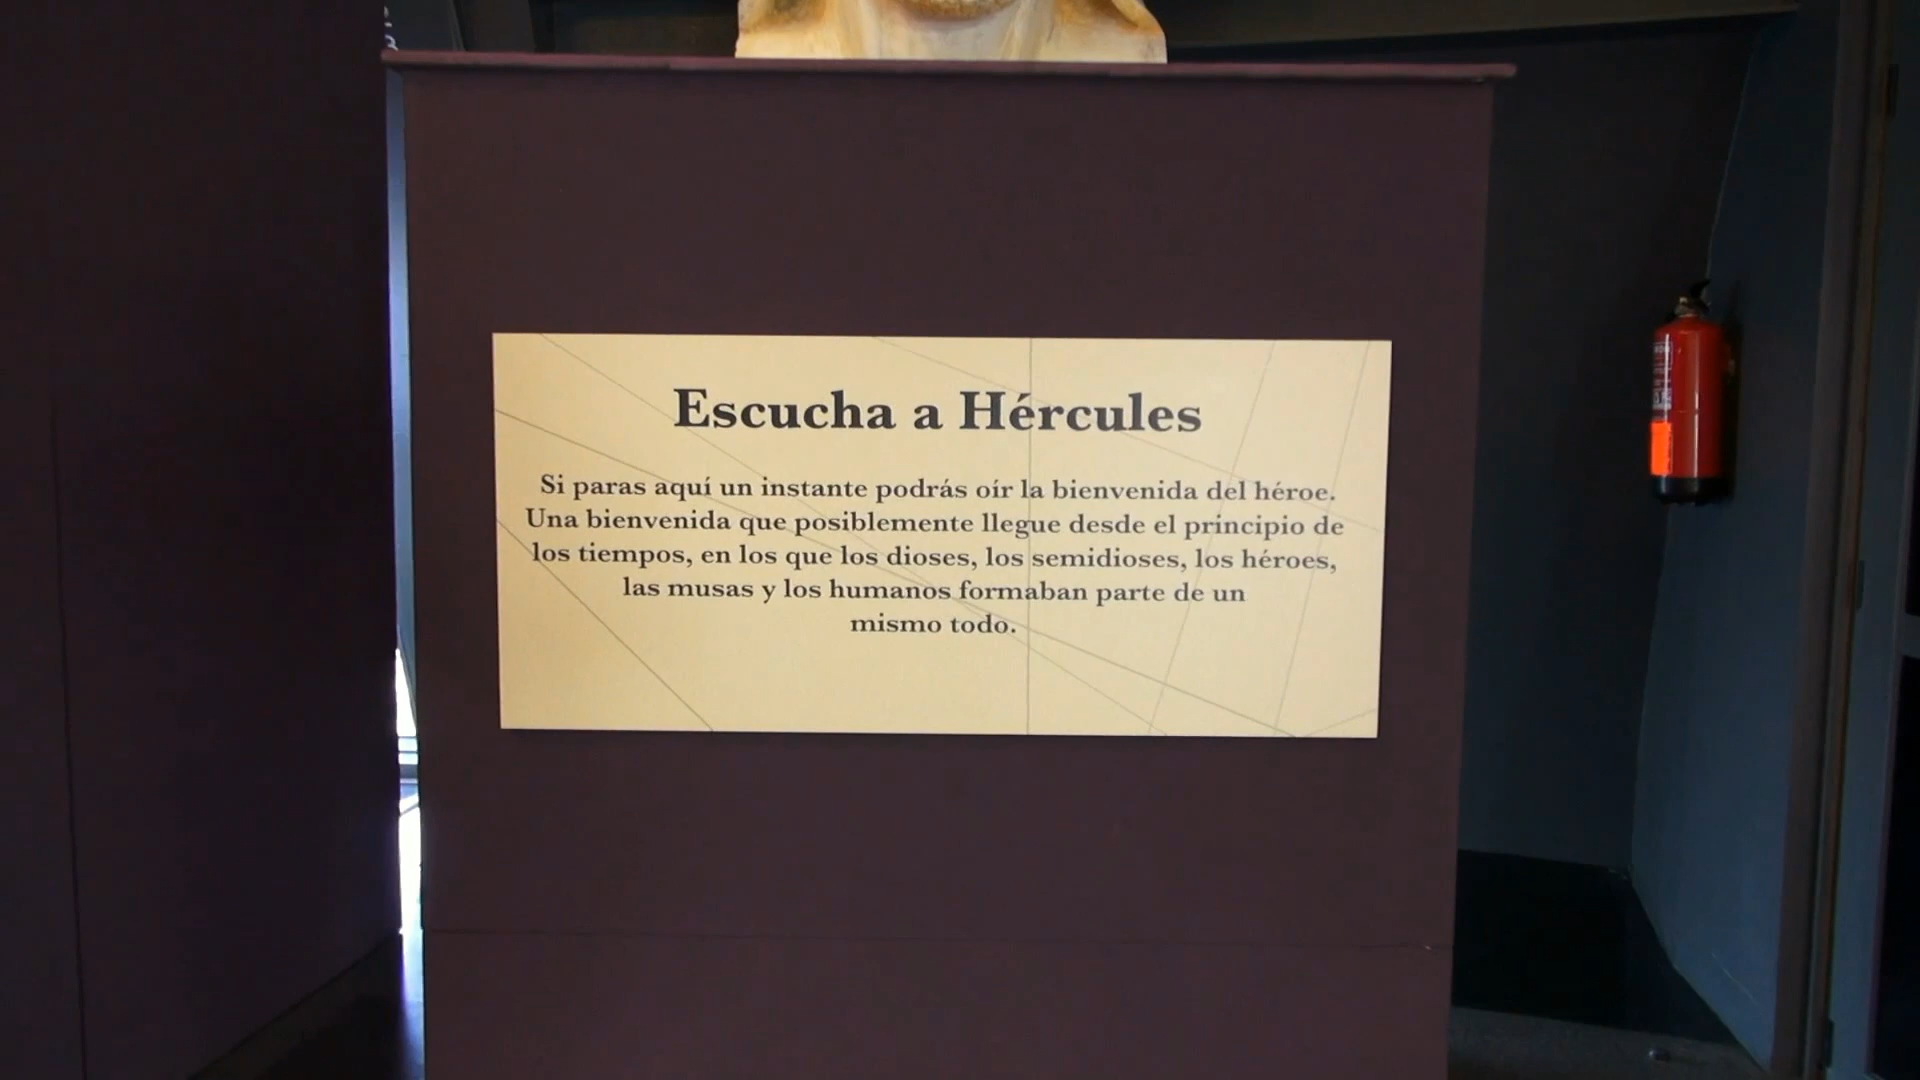 Escucha a Hércules
Si paras aquí un instante podrás oír la bienvenida del héroe.
Una bienvenida que posiblemente llegue desde el principio de
los tiempos, en los que los dioses, los semidioses, los héroes,
las musas y los humanos formaban parte de un
mismo todo.